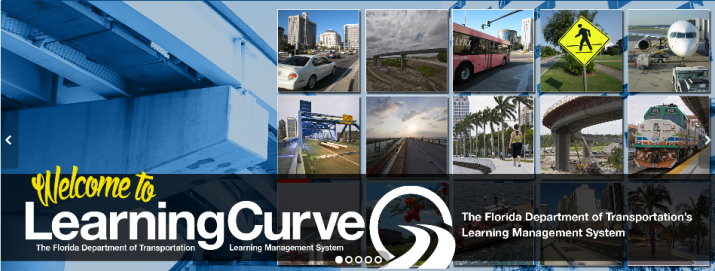 LYNX
Welcome to
LearningCurve
The Florida Department of Transportation Learning Management System
The Florida Department of Transportation's
Learning Management System